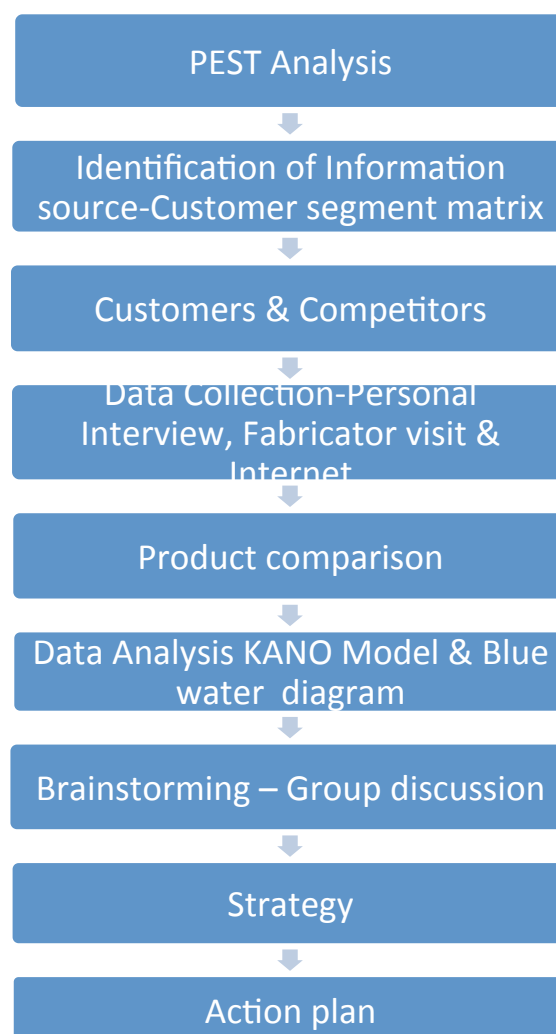 PEST Analysis
Identification of Information
source-Customer segment matrix
Customers & Competitors
Data Collection-Personal
Interview, Fabricator visit &
Internet
Product comparison
Data Analysis KANO Model & Blue
water diagram
Brainstorming – Group discussion
Strategy
Action plan